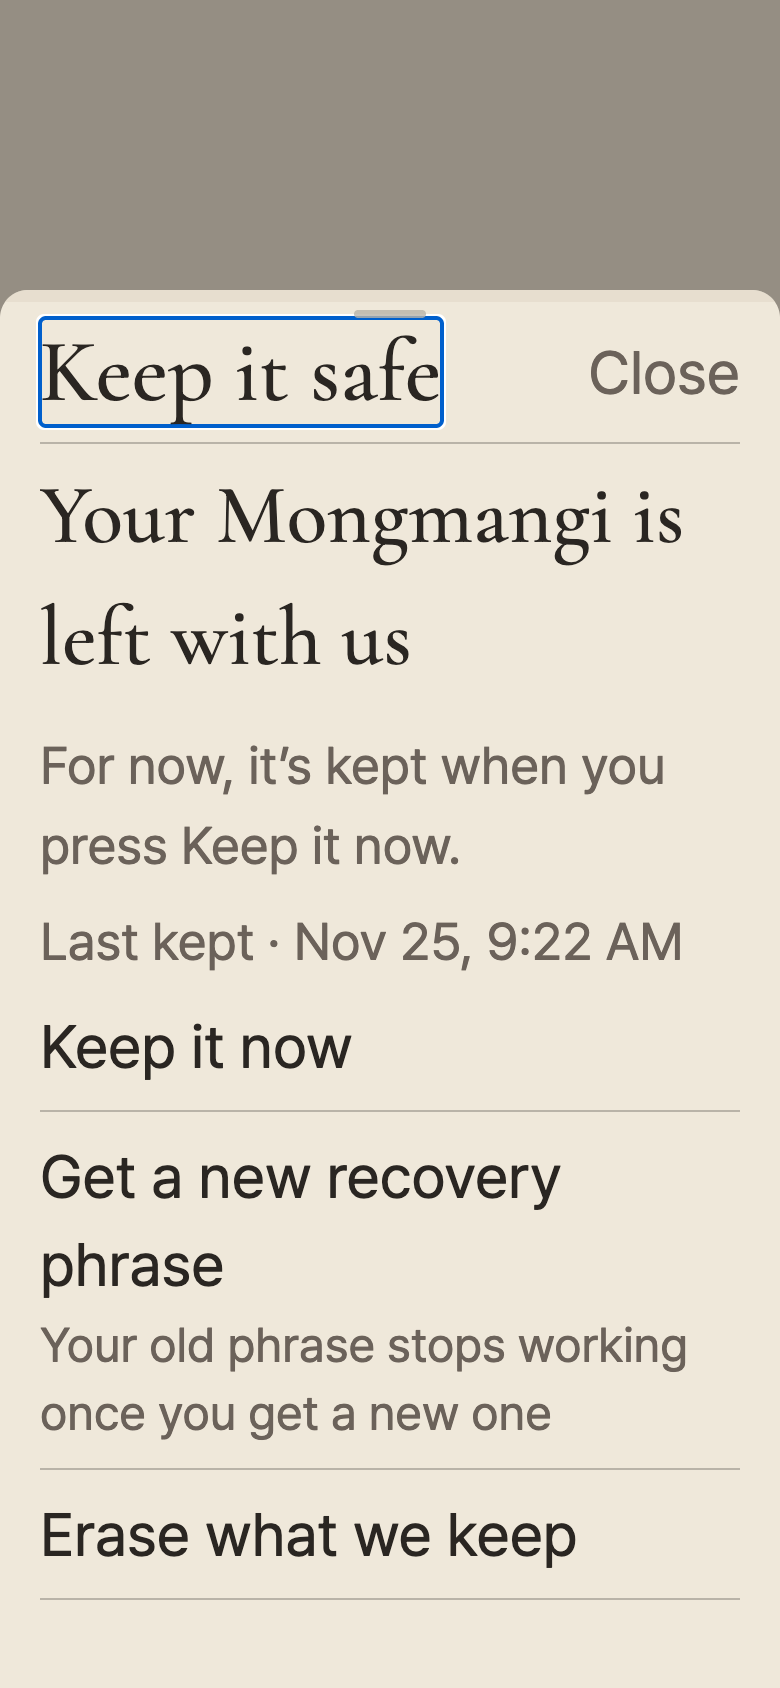 Keep it safe
Close
Your Mongmangi is
left with us
For now, it’s kept when you
press Keep it now.
Last kept · Nov 25, 9:22 AM
Keep it now
Get a new recovery
phrase
Your old phrase stops working
once you get a new one
Erase what we keep